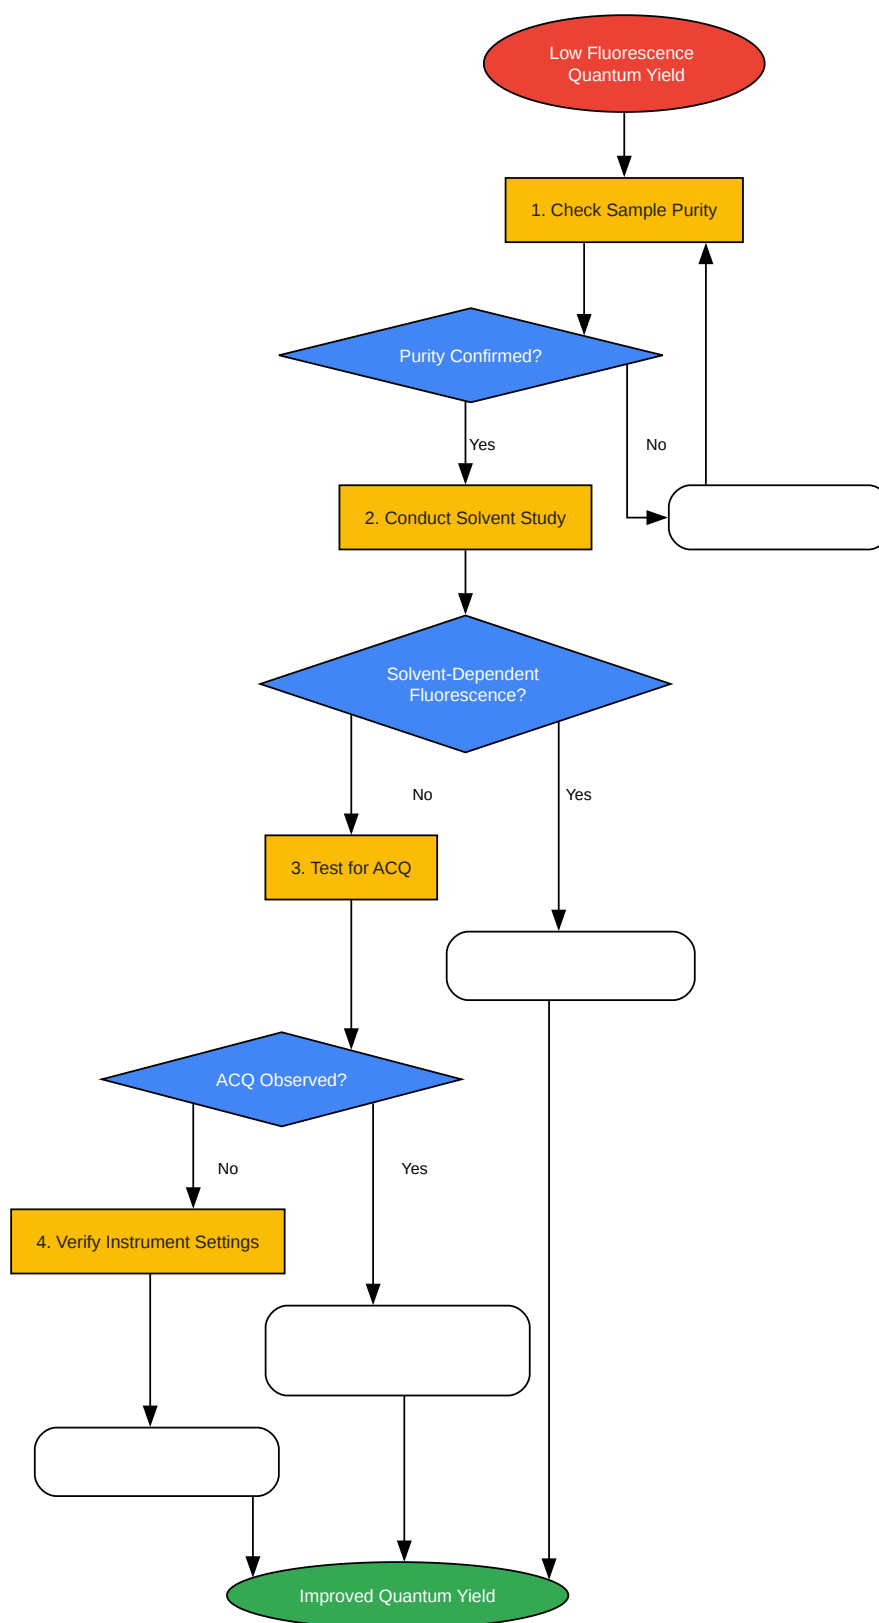 Low Fluorescence
Quantum Yield
1. Check Sample Purity
Purity Confirmed?
Yes
No
2. Conduct Solvent Study
Solvent-Dependent
Fluorescence?
No
Yes
3. Test for ACQ
ACQ Observed?
No
Yes
4. Verify Instrument Settings
Improved Quantum Yield